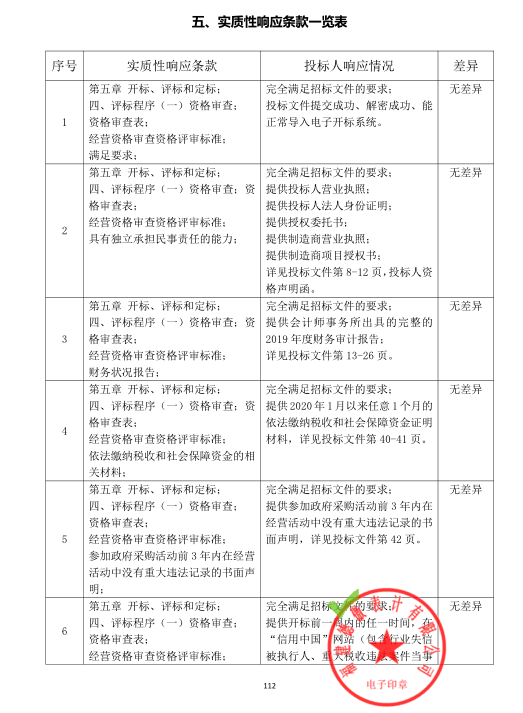 五、实质性响应条款一览表
序号 实质性响应条款 投标人响应情况 差异
1
第五章 开标、评标和定标；
四、评标程序（一）资格审查；
资格审查表；
经营资格审查资格评审标准；
满足要求；
完全满足招标文件的要求；
投标文件提交成功、解密成功、能
正常导入电子开标系统。
无差异
2
第五章 开标、评标和定标；
四、评标程序（一）资格审查；资
格审查表；
经营资格审查资格评审标准；
具有独立承担民事责任的能力；
完全满足招标文件的要求；
提供投标人营业执照；
提供投标人法人身份证明；
提供授权委托书；
提供制造商营业执照；
提供制造商项目授权书；
详见投标文件第 8-12 页，投标人资
格声明函。
无差异
3
第五章 开标、评标和定标；
四、评标程序（一）资格审查；资
格审查表；
经营资格审查资格评审标准；
财务状况报告；
完全满足招标文件的要求；
提供会计师事务所出具的完整的
2019 年度财务审计报告；
详见投标文件第 13-26 页。
无差异
4
第五章 开标、评标和定标；
四、评标程序（一）资格审查；资
格审查表；
经营资格审查资格评审标准；
依法缴纳税收和社会保障资金的相
关材料；
完全满足招标文件的要求；
提供 2020 年 1 月以来任意 1 个月的
依法缴纳税收和社会保障资金证明
材料，详见投标文件第 40-41 页。
无差异
5
第五章 开标、评标和定标；
四、评标程序（一）资格审查；
资格审查表；
经营资格审查资格评审标准；
参加政府采购活动前 3 年内在经营
活动中没有重大违法记录的书面声
明；
完全满足招标文件的要求；
提供参加政府采购活动前 3 年内在
经营活动中没有重大违法记录的书
面声明，详见投标文件第 42 页。
无差异
6
第五章 开标、评标和定标；
四、评标程序（一）资格审查；
资格审查表；
经营资格审查资格评审标准；
完全满足招标文件的要求；
提供开标前一周内的任一时间，在
“信用中国”网站（包含行业失信
被执行人、重大税收违法案件当事
无差异
电子印章
112